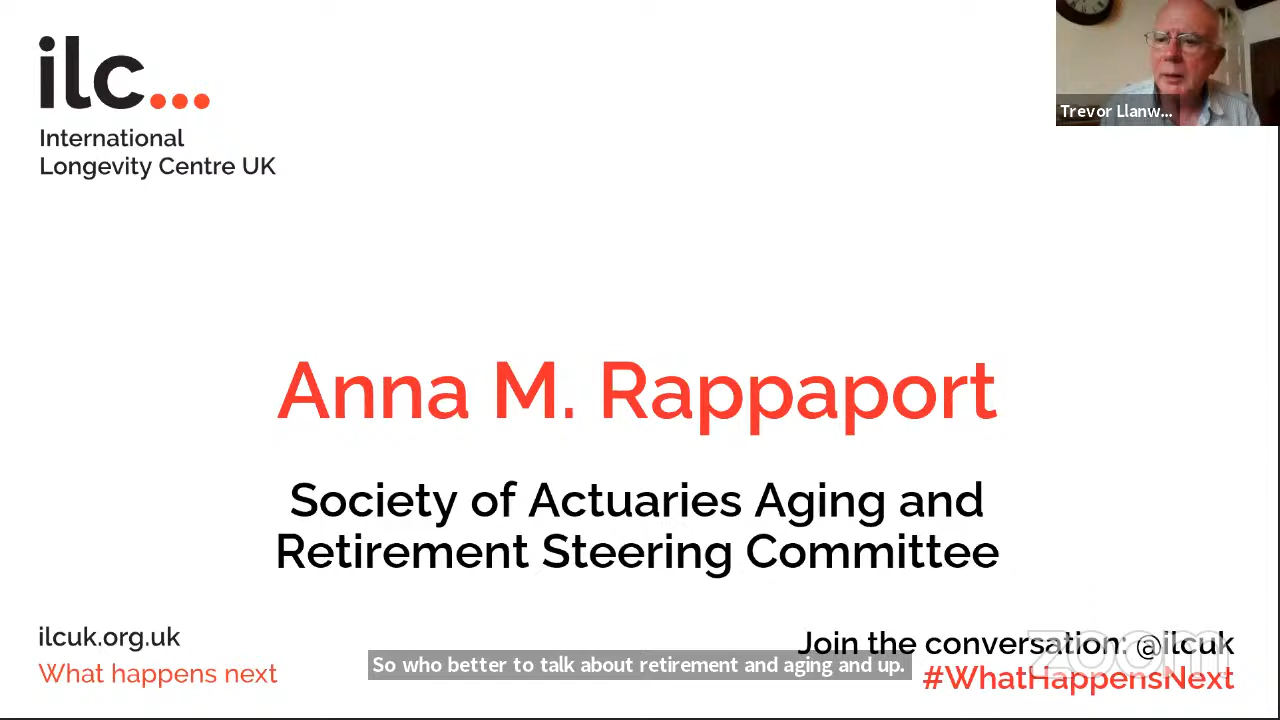 ilc...
International
Longevity Centre UK
Trevor Llanw...
Anna M. Rappaport
Society of Actuaries Aging and
Retirement Steering Committee
ilcuk.org.uk
What happens next
So who better to talk about retirement and aging and up.
Join the conversation: @ilcuk
#WhatHappensNext
zoom